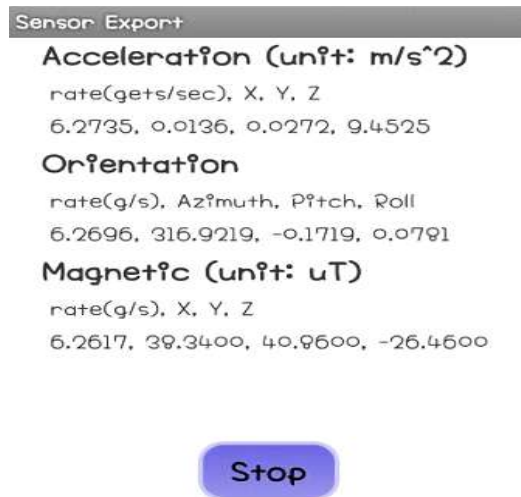 Sensor Export
Acceleration (unit: m/s^2)
rate(gets/sec), X, Y, Z
6.2735, 0.0136, 0.0272, 9.4525
Orientation
rate(g/s), Azimuth, Pitch, Roll
6.2696, 316.9219, -0.1719, 0.0781
Magnetic (unit: uT)
rate(g/s), X, Y, Z
6.2617, 38.3400, 40.8600, -26.4600
Stop